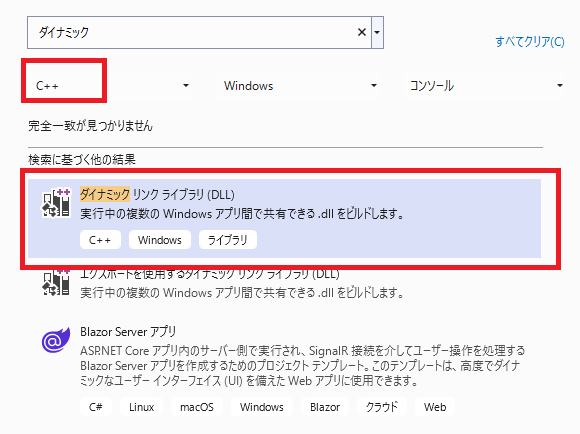 ダイナミック
すべてクリア(C)
C++ Windows コンソール
完全一致が見つかりません
検索に基づく他の結果
ダイナミック リンク ライブラリ (DLL)
実行中の複数の Windows アプリ間で共有できる .dll をビルドします。
C++ Windows ライブラリ
エクスポートを使用するダイナミック リンク ライブラリ (DLL)
実行中の複数の Windows アプリ間で共有できる .dll をビルドします。
Blazor Server アプリ
ASP.NET Core アプリ内のサーバー側で実行され、SignalR 接続を介してユーザー操作を処理する
Blazor Server アプリを作成するためのプロジェクト テンプレート。このテンプレートは、高度でダイナ
ミックなユーザー インターフェイス (UI) を備えた Web アプリに使用できます。
C# Linux macOS Windows Blazor クラウド Web